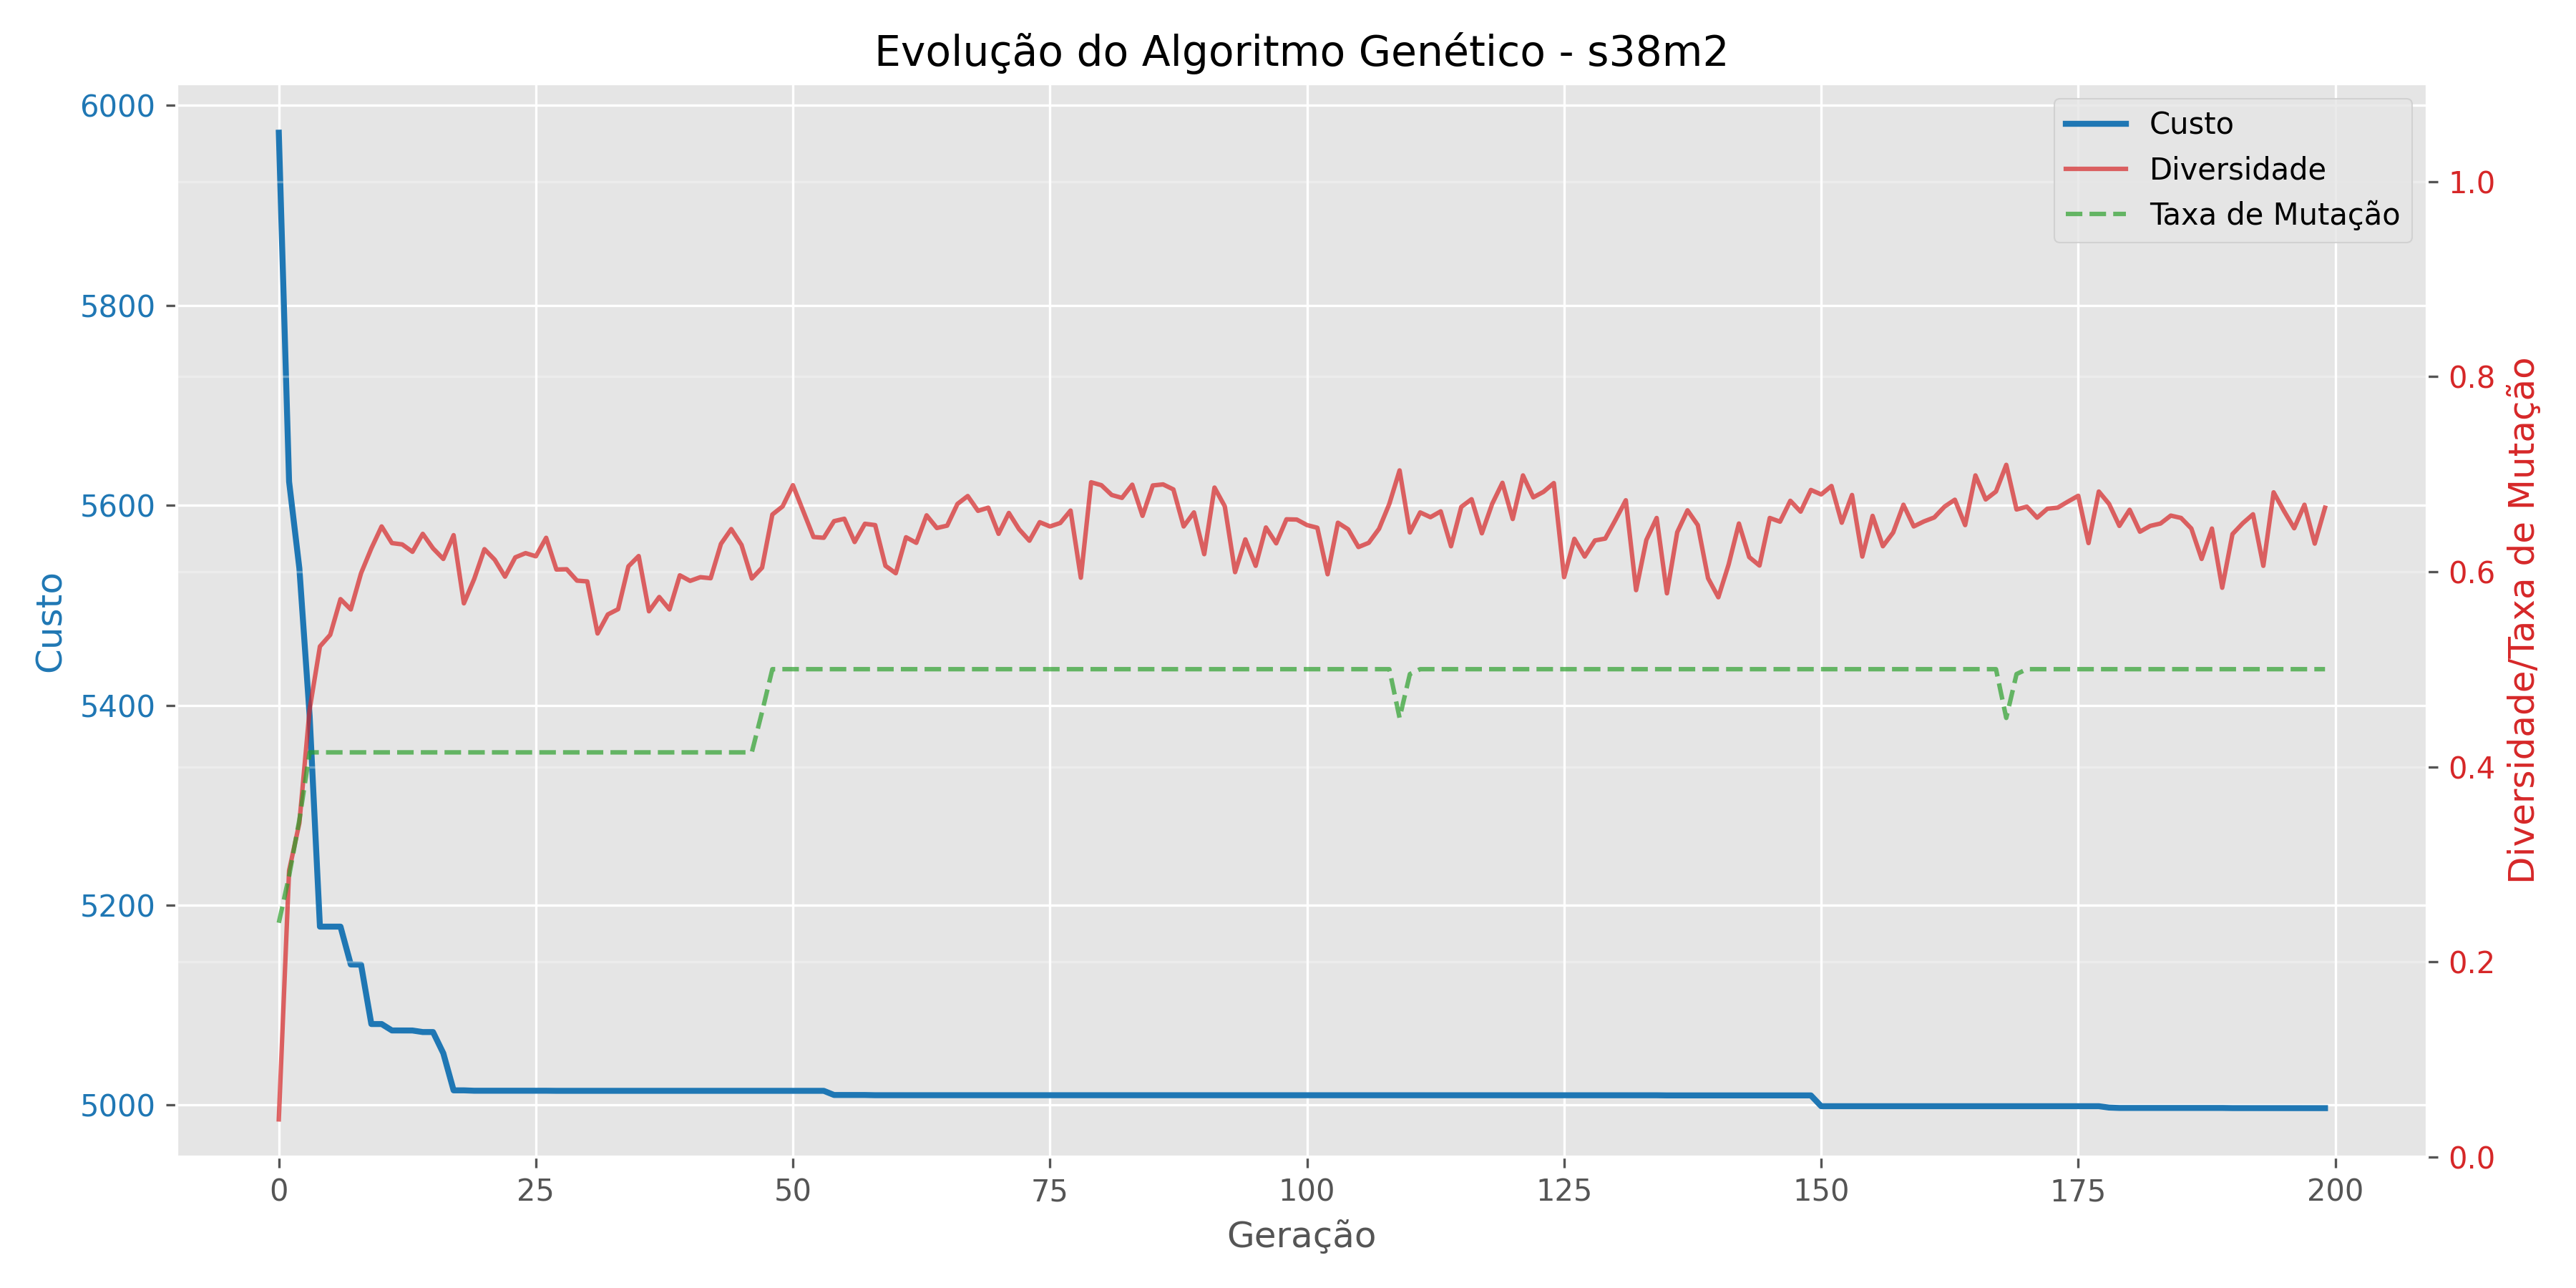 Evolução do Algoritmo Genético - s38m2
Custo
Diversidade
Taxa de Mutação
6000
5800
5600
5400
5200
5000
Custo
1.0
0.8
0.6
0.4
0.2
0.0
Diversidade/Taxa de Mutação
0 25 50 75 100 125 150 175 200
Geração